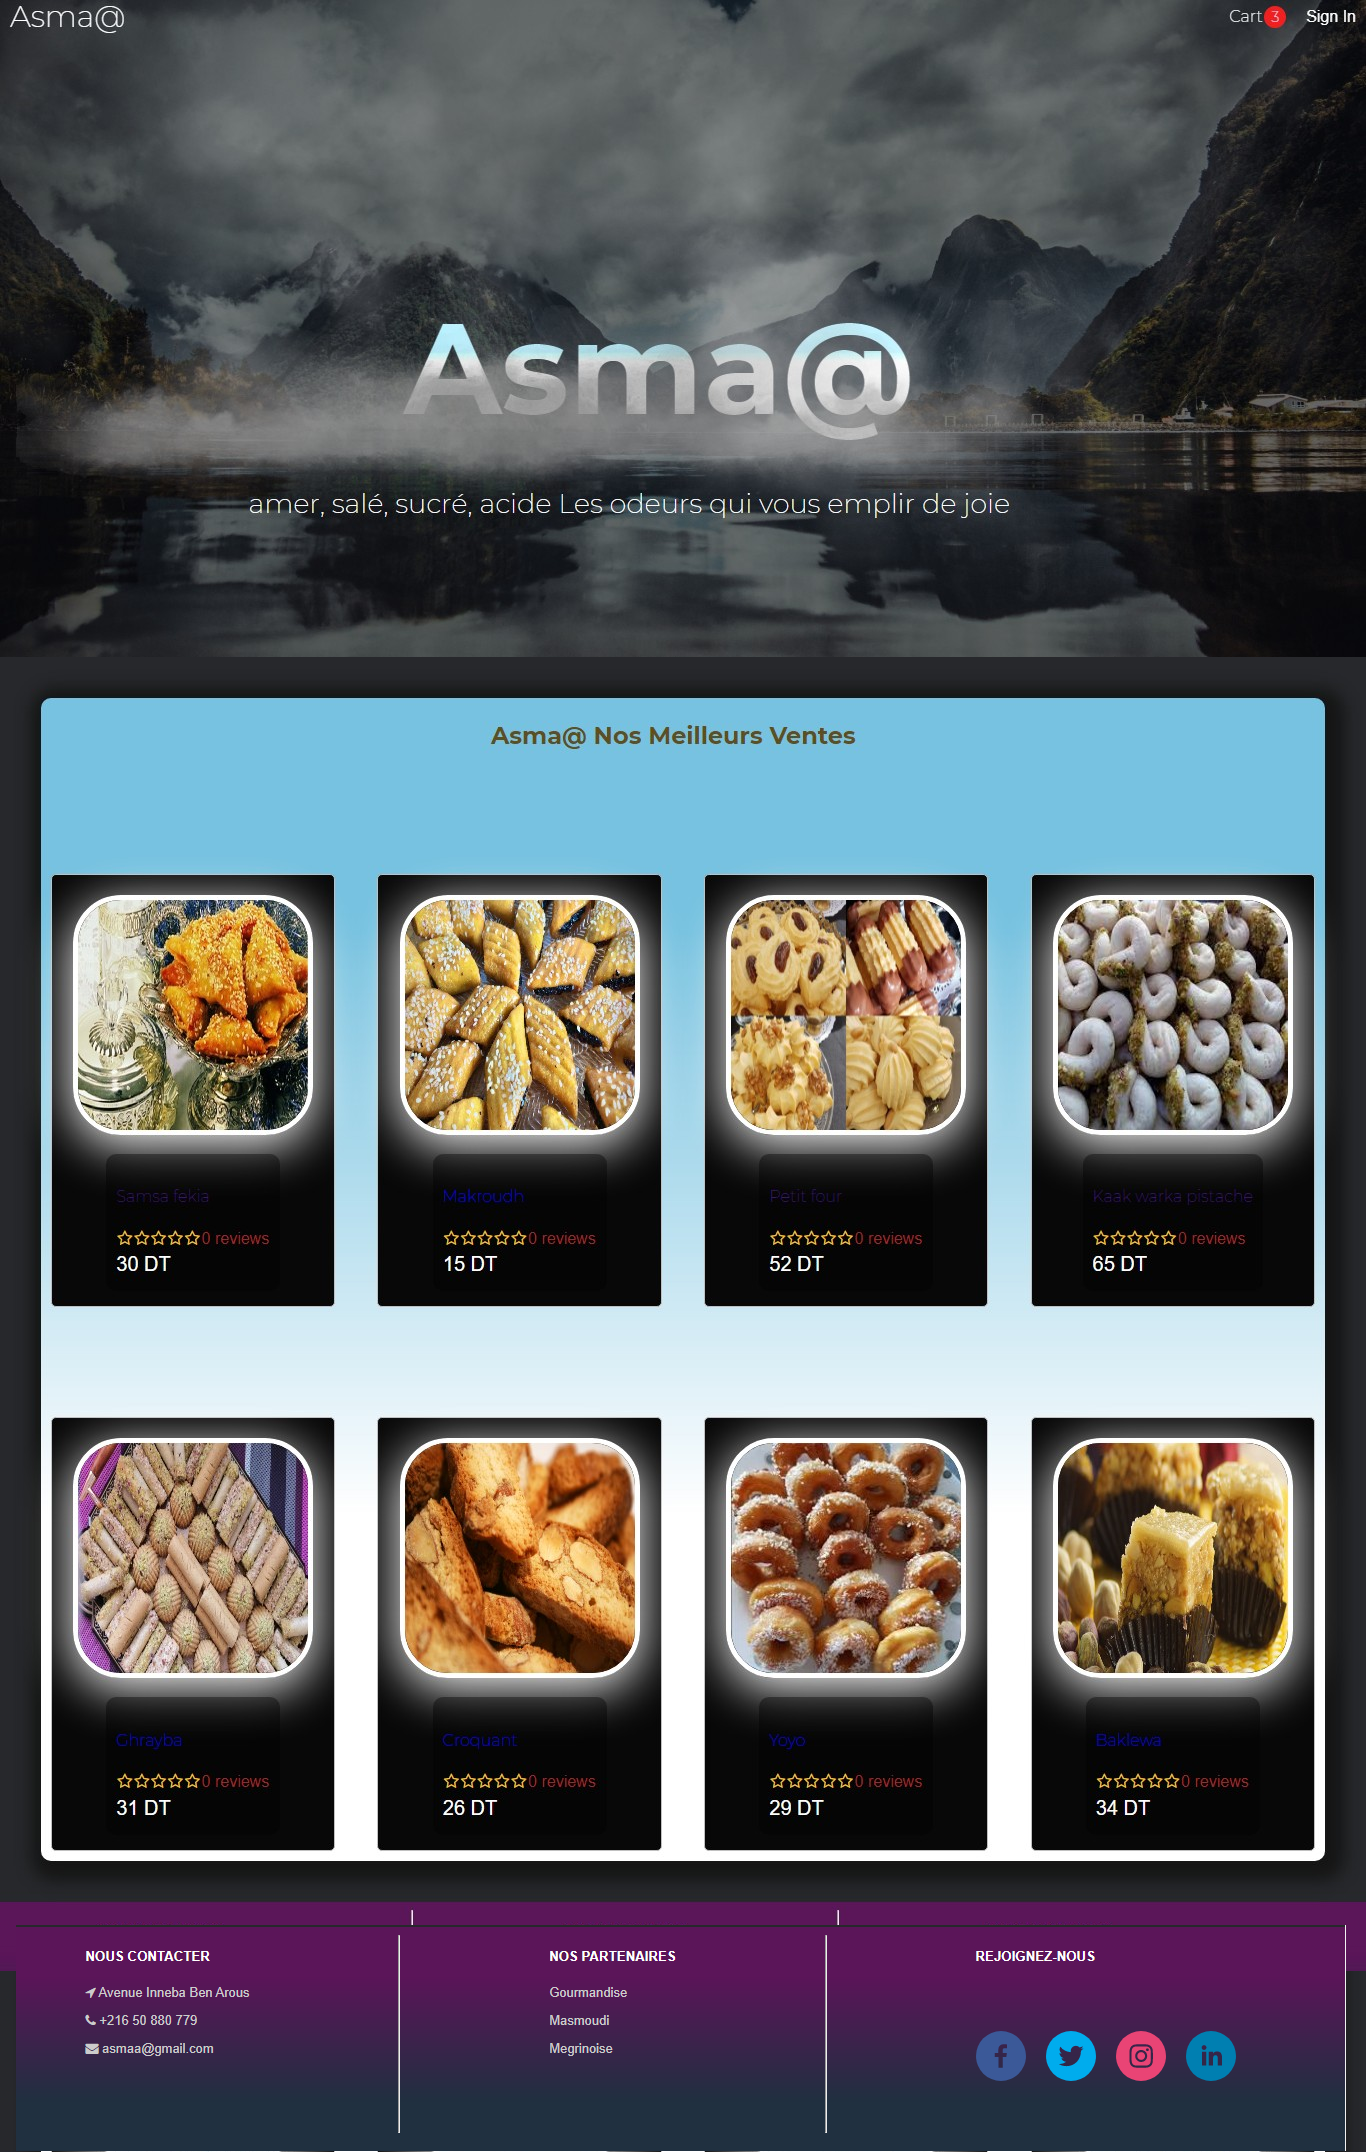 Asma@
Cart 3 Sign In
Asma@
amer, salé, sucré, acide Les odeurs qui vous emplir de joie
Asma@ Nos Meilleurs Ventes
Samsa fekia
0 reviews
30 DT
Makroudh
0 reviews
15 DT
Petit four
0 reviews
52 DT
Kaak warka pistache
0 reviews
65 DT
Ghrayba
0 reviews
31 DT
Croquant
0 reviews
26 DT
Yoyo
0 reviews
29 DT
Baklewa
0 reviews
34 DT
NOUS CONTACTER
Avenue Inneba Ben Arous
+216 50 880 779
asmaa@gmail.com
NOS PARTENAIRES
Gourmandise
Masmoudi
Megrinoise
REJOIGNEZ-NOUS